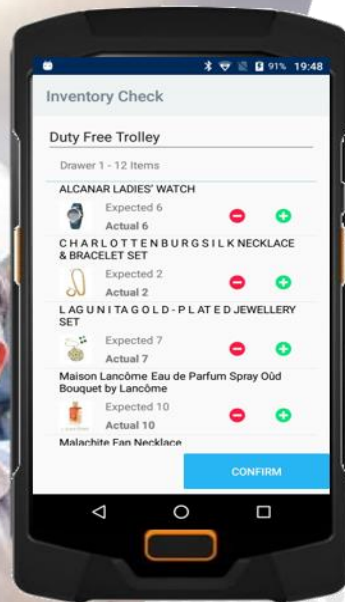 91% 19:48
Inventory Check
Duty Free Trolley
Drawer 1 - 12 Items
ALCANAR LADIES' WATCH
Expected 6
Actual 6
C H A R L O T T E N B U R G S I L K NECKLACE
& BRACELET SET
Expected 2
Actual 2
L A G U N I T A G O L D - P L A T E D JEWELLERY
SET
Expected 7
Actual 7
Maison Lancôme Eau de Parfum Spray Oûd
Bouquet by Lancôme
Expected 10
Actual 10
Malachite Fan Necklace
CONFIRM